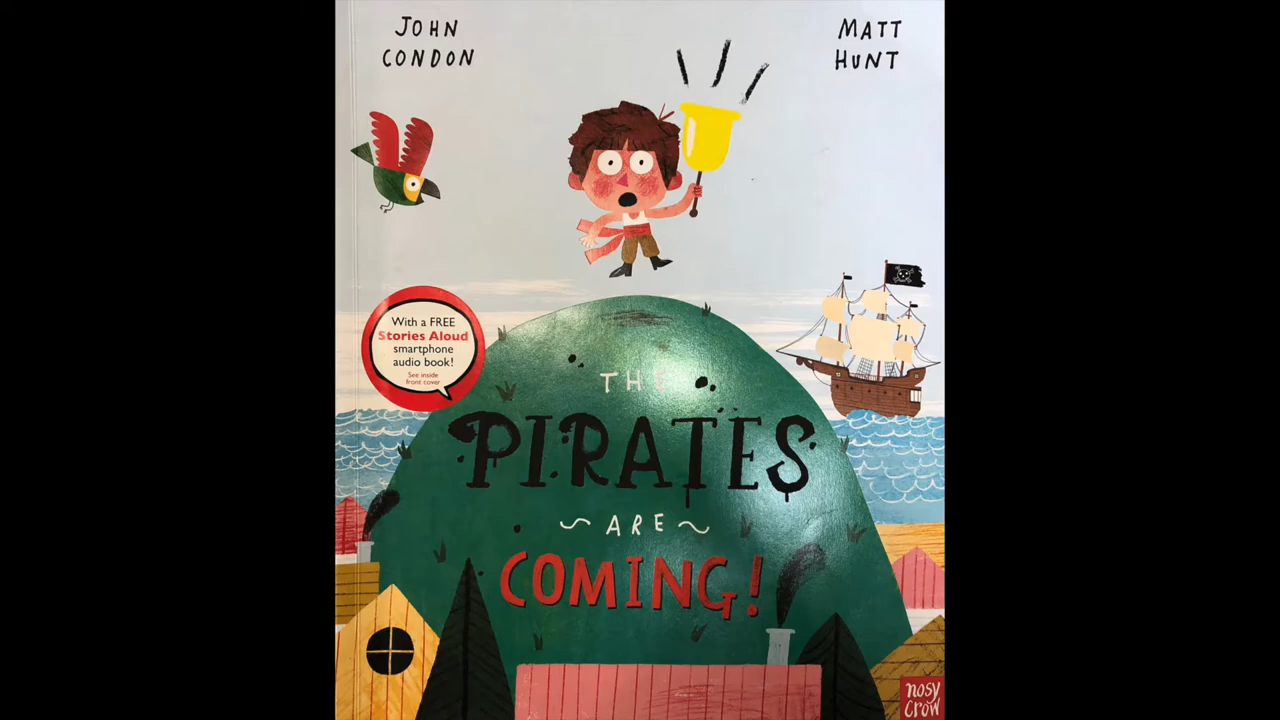 JOHN
CONDON
MATT
HUNT
With a FREE
Stories Aloud
smartphone
audio book!
See inside
front cover
THE
PIRATES
ARE
COMING!
nosy
crow